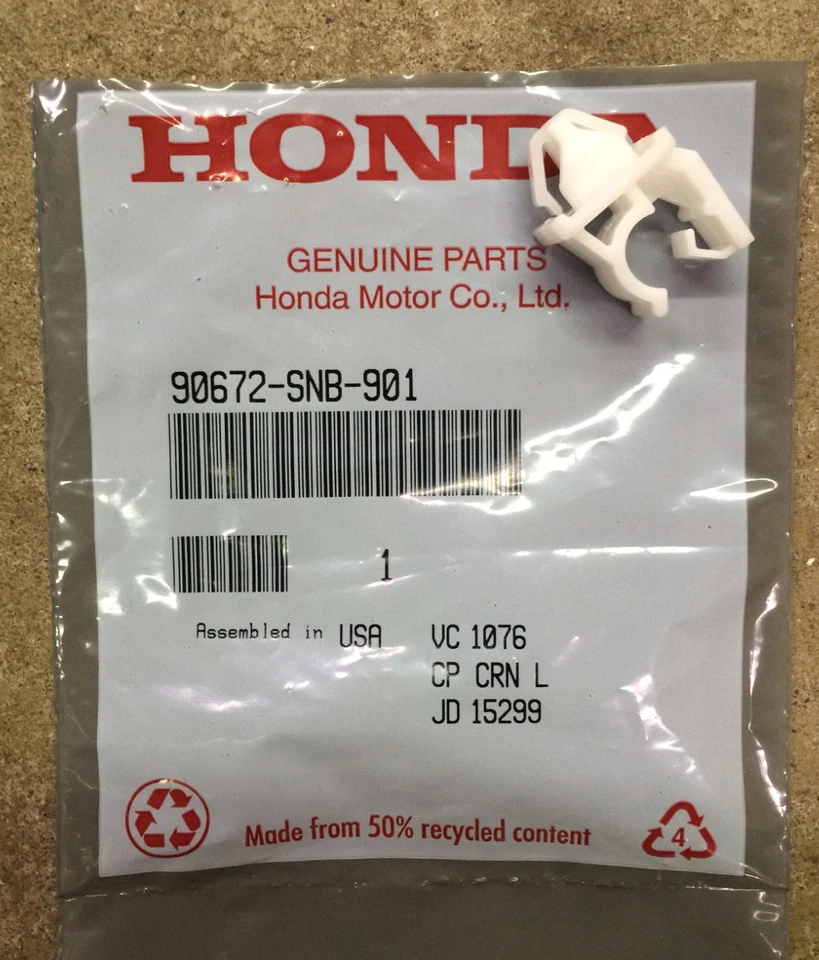 HONDA
GENUINE PARTS
Honda Motor Co., Ltd.
90672-SNB-901
1
Assembled in USA
VC 1076
CP CRN L
JD 15299
Made from 50% recycled content
4